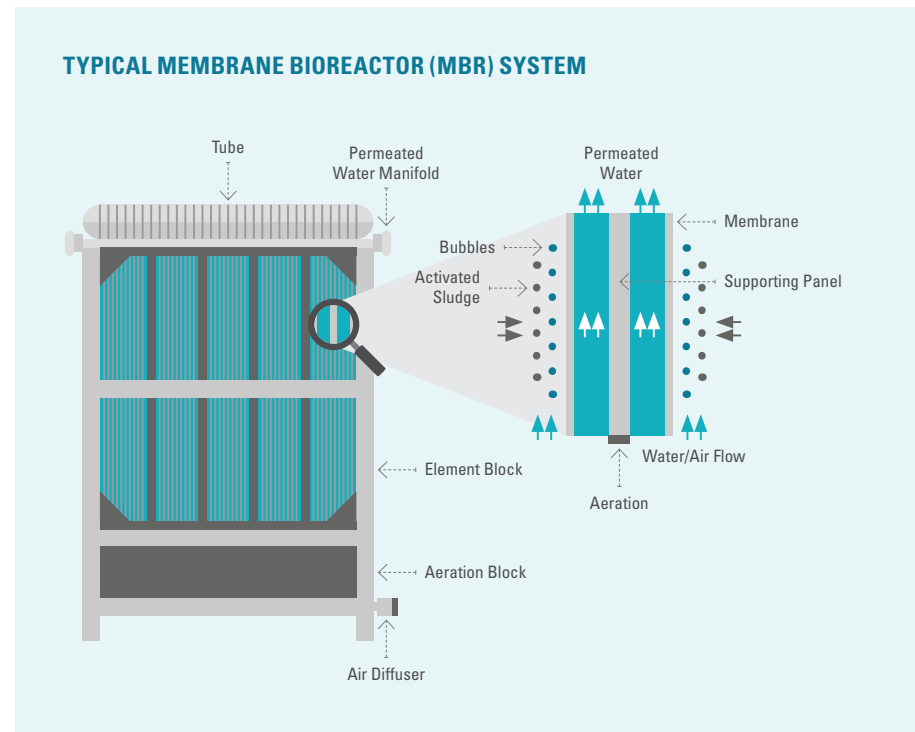 TYPICAL MEMBRANE BIOREACTOR (MBR) SYSTEM
Tube
Permeated
Water Manifold
Permeated
Water
Membrane
Bubbles
Activated
Sludge
Supporting Panel
Water/Air Flow
Element Block
Aeration
Aeration Block
Air Diffuser